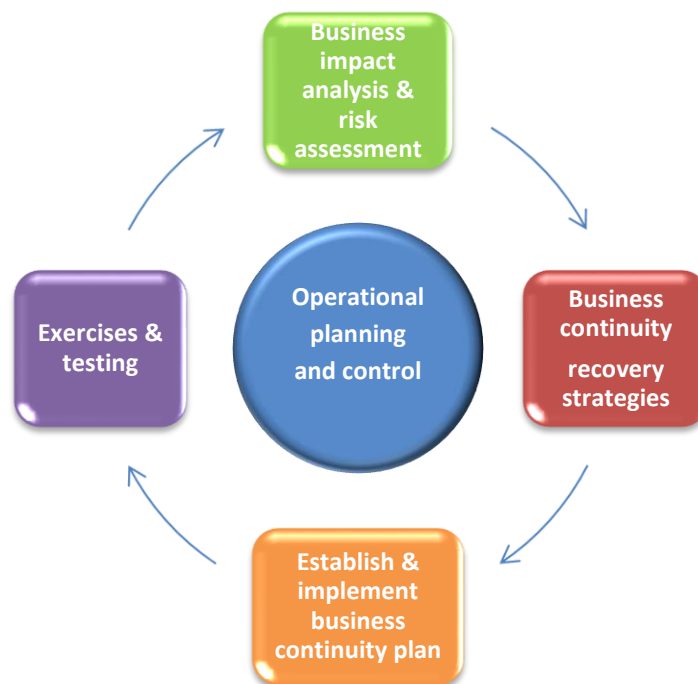 Business
impact
analysis &
risk
assessment
Operational
planning
and control
Business
continuity
recovery
strategies
Exercises &
testing
Establish &
implement
business
continuity plan